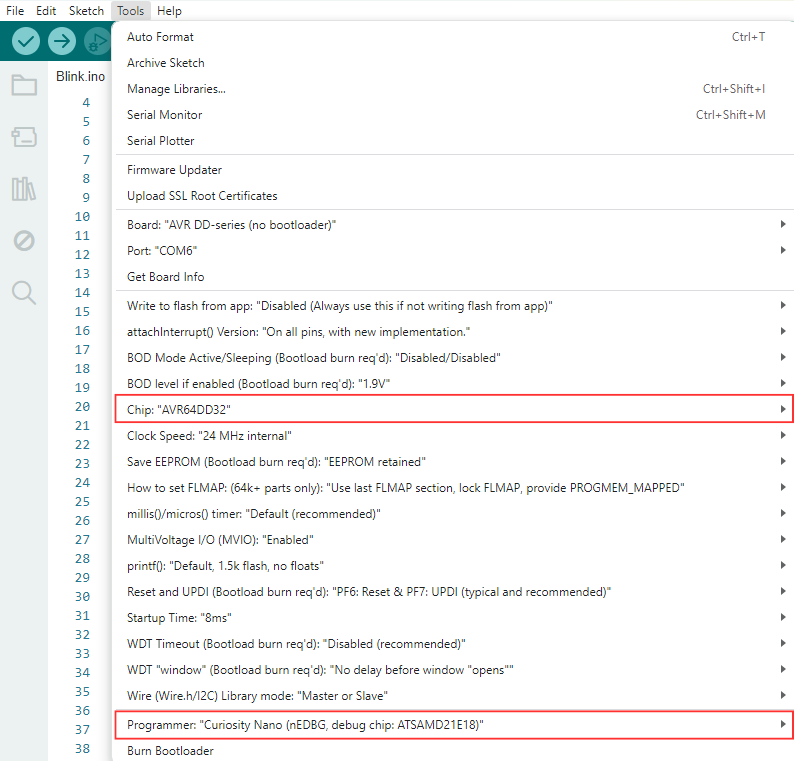 File Edit Sketch Tools Help
Blink.ino
4
5
6
7
8
9
10
11
12
13
14
15
16
17
18
19
20
21
22
23
24
25
26
27
28
29
30
31
32
33
34
35
36
37
38
Auto Format Ctrl+T
Archive Sketch
Manage Libraries... Ctrl+Shift+I
Serial Monitor Ctrl+Shift+M
Serial Plotter
Firmware Updater
Upload SSL Root Certificates
Board: "AVR DD-series (no bootloader)"
Port: "COM6"
Get Board Info
Write to flash from app: "Disabled (Always use this if not writing flash from app)"
attachInterrupt() Version: "On all pins, with new implementation."
BOD Mode Active/Sleeping (Bootload burn req'd): "Disabled/Disabled"
BOD level if enabled (Bootload burn req'd): "1.9V"
Chip: "AVR64DD32"
Clock Speed: "24 MHz internal"
Save EEPROM (Bootload burn req'd): "EEPROM retained"
How to set FLMAP: (64k+ parts only): "Use last FLMAP section, lock FLMAP, provide PROGMEM_MAPPED"
millis()/micros() timer: "Default (recommended)"
MultiVoltage I/O (MVIO): "Enabled"
printf(): "Default, 1.5k flash, no floats"
Reset and UPDI (Bootload burn req'd): "PF6: Reset & PF7: UPDI (typical and recommended)"
Startup Time: "8ms"
WDT Timeout (Bootload burn req'd): "Disabled (recommended)"
WDT "window" (Bootload burn req'd): "No delay before window "opens""
Wire (Wire.h/I2C) Library mode: "Master or Slave"
Programmer: "Curiosity Nano (nEDBG, debug chip: ATSAMD21E18)"
Burn Bootloader